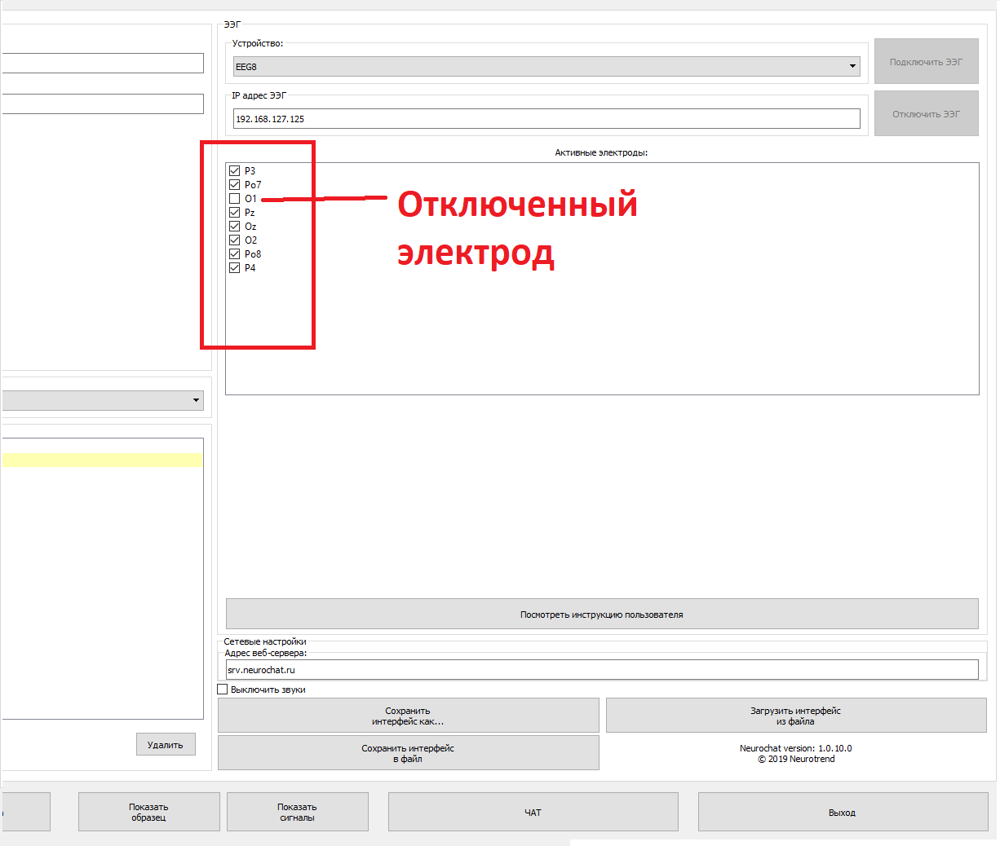 ЭЭГ
Устройство:
EEG8
Подключить ЭЭГ
IP адрес ЭЭГ
192.168.127.125
Отключить ЭЭГ
Активные электроды:
P3
Po7
O1
Pz
Oz
O2
Po8
P4
Отключенный
электрод
Посмотреть инструкцию пользователя
Сетевые настройки
Адрес веб-сервера:
srv.neurochat.ru
Выключить звуки
Сохранить
интерфейс как...
Загрузить интерфейс
из файла
Удалить
Сохранить интерфейс
в файл
Neurochat version: 1.0.10.0
© 2019 Neurotrend
Показать
образец
Показать
сигналы
ЧАТ
Выход